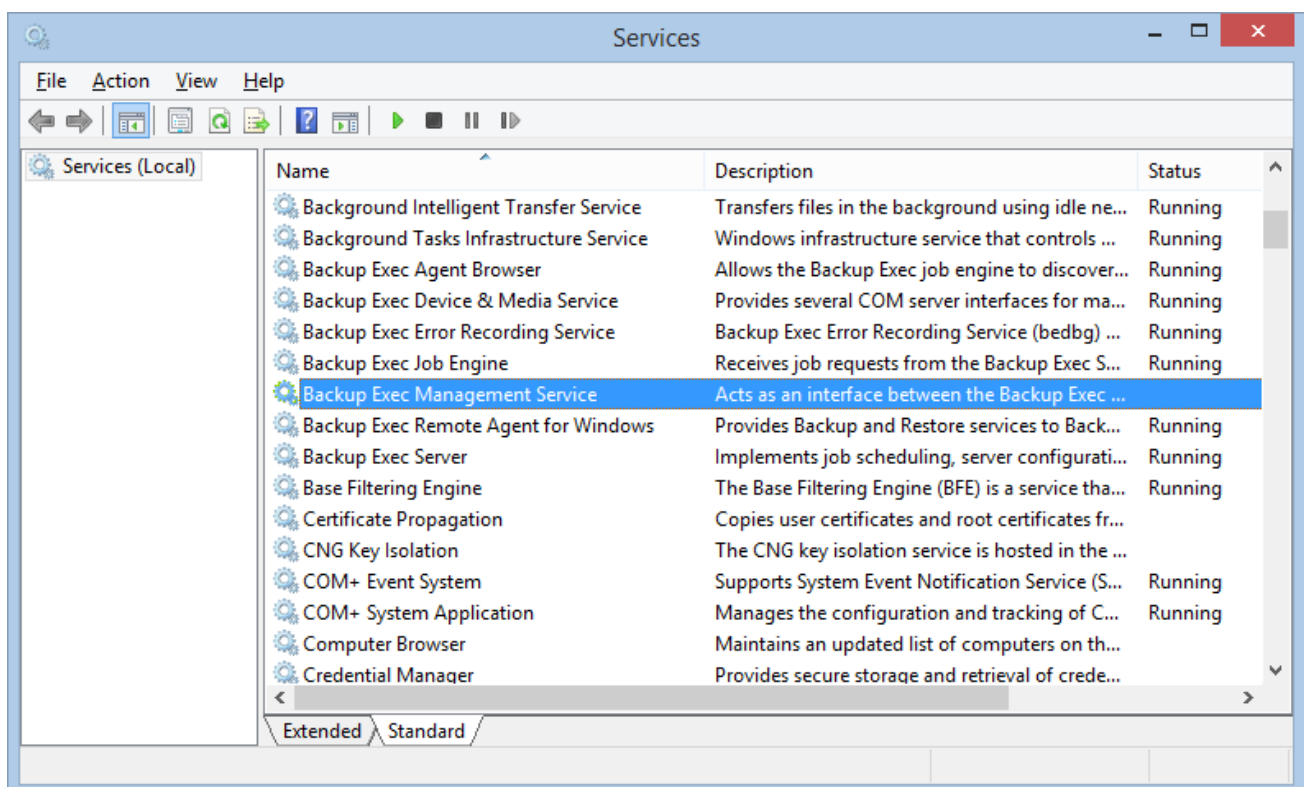 Services
File Action View Help
Services (Local)
Name Description Status
Background Intelligent Transfer Service Transfers files in the background using idle ne... Running
Background Tasks Infrastructure Service Windows infrastructure service that controls ... Running
Backup Exec Agent Browser Allows the Backup Exec job engine to discover... Running
Backup Exec Device & Media Service Provides several COM server interfaces for ma... Running
Backup Exec Error Recording Service Backup Exec Error Recording Service (bedbg) ... Running
Backup Exec Job Engine Receives job requests from the Backup Exec S... Running
Backup Exec Management Service Acts as an interface between the Backup Exec ...
Backup Exec Remote Agent for Windows Provides Backup and Restore services to Back... Running
Backup Exec Server Implements job scheduling, server configurati... Running
Base Filtering Engine The Base Filtering Engine (BFE) is a service tha... Running
Certificate Propagation Copies user certificates and root certificates fr...
CNG Key Isolation The CNG key isolation service is hosted in the ...
COM+ Event System Supports System Event Notification Service (S... Running
COM+ System Application Manages the configuration and tracking of C... Running
Computer Browser Maintains an updated list of computers on th...
Credential Manager Provides secure storage and retrieval of crede...
Extended Standard